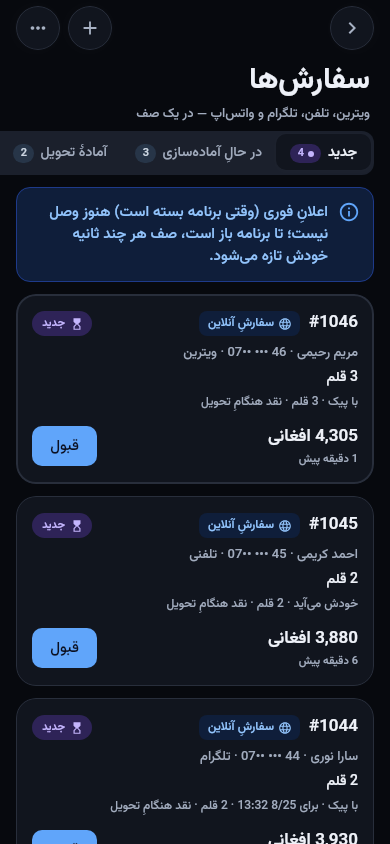 سفارش‌ها
ویترین، تلفن، تلگرام و واتس‌اپ — در یک صف
جدید 4
در حالِ آماده‌سازی 3
آمادهٔ تحویل 2
اعلانِ فوری (وقتی برنامه بسته است) هنوز وصل
نیست؛ تا برنامه باز است، صف هر چند ثانیه
خودش تازه می‌شود.
#1046 سفارشِ آنلاین جدید
مریم رحیمی · 07•• ••• 46 · ویترین
3 قلم
با پیک · 3 قلم · نقد هنگامِ تحویل
4,305 افغانی
1 دقیقه پیش
قبول
#1045 سفارشِ آنلاین جدید
احمد کریمی · 07•• ••• 45 · تلفنی
2 قلم
خودش می‌آید · 2 قلم · نقد هنگامِ تحویل
3,880 افغانی
6 دقیقه پیش
قبول
#1044 سفارشِ آنلاین جدید
سارا نوری · 07•• ••• 44 · تلگرام
2 قلم
با پیک · برای 8/25 13:32 · 2 قلم · نقد هنگامِ تحویل
3,930 افغانی